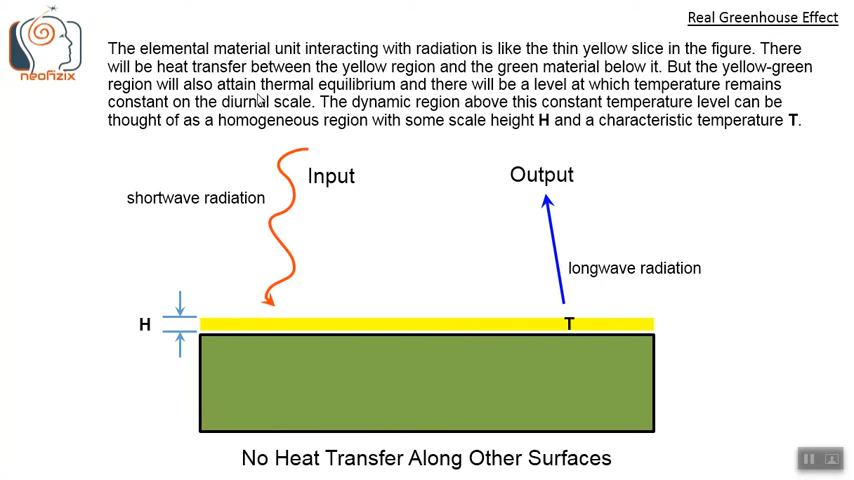 Real Greenhouse Effect
neofizix
The elemental material unit interacting with radiation is like the thin yellow slice in the figure. There
will be heat transfer between the yellow region and the green material below it. But the yellow-green
region will also attain thermal equilibrium and there will be a level at which temperature remains
constant on the diurnal scale. The dynamic region above this constant temperature level can be
thought of as a homogeneous region with some scale height H and a characteristic temperature T.
Input
Output
shortwave radiation
longwave radiation
H
T
No Heat Transfer Along Other Surfaces